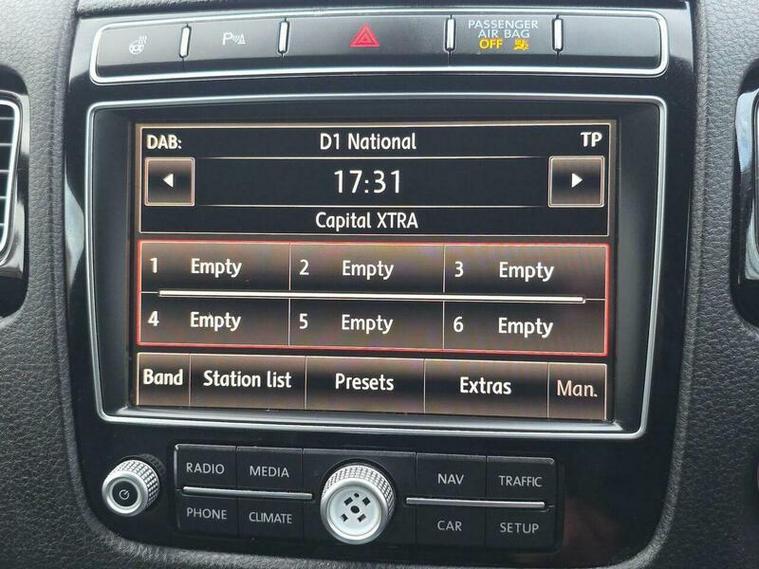 P
PASSENGER
AIR BAG
OFF
DAB: D1 National TP
17:31
Capital XTRA
1 Empty 2 Empty 3 Empty
4 Empty 5 Empty 6 Empty
Band Station list Presets Extras Man.
RADIO MEDIA NAV TRAFFIC
PHONE CLIMATE CAR SETUP